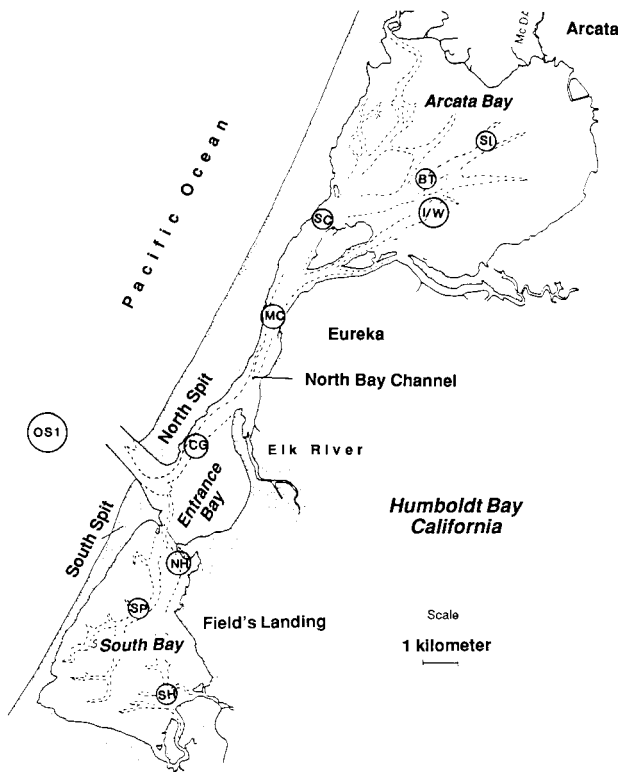 Mc D.C
Arcata
Arcata Bay
SI
BT
I/W
SC
Pacific Ocean
MC
Eureka
North Bay Channel
North Spit
OS1
CG
Elk River
Entrance
Bay
Humboldt Bay
California
South Spit
NH
SP
Field's Landing
Scale
South Bay
1 kilometer
SH